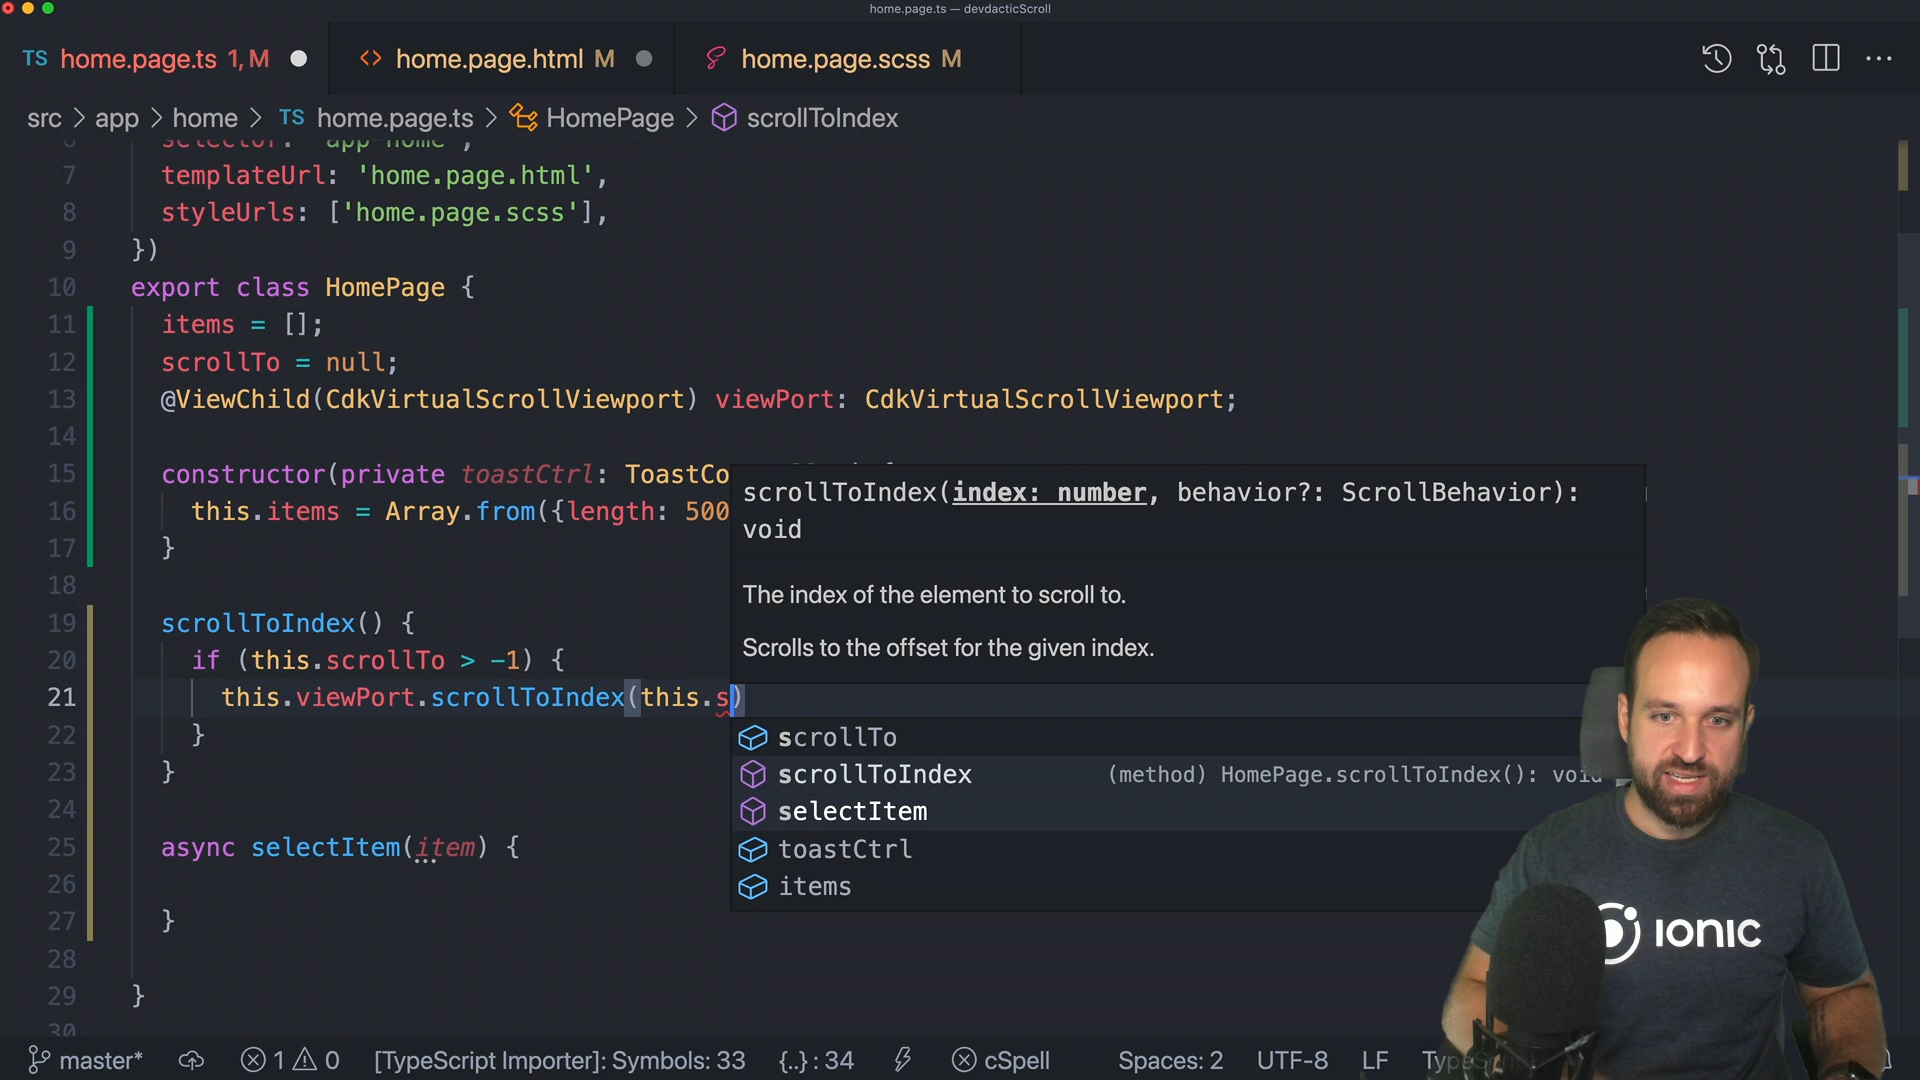 home.page.ts — devdacticScroll
TS home.page.ts 1, M
home.page.html M
home.page.scss M
src > app > home > TS home.page.ts > HomePage > scrollToIndex
6 selector: 'app-home',
7 templateUrl: 'home.page.html',
8 styleUrls: ['home.page.scss'],
9 })
10 export class HomePage {
11 items = [];
12 scrollTo = null;
13 @ViewChild(CdkVirtualScrollViewport) viewPort: CdkVirtualScrollViewport;
14
15 constructor(private toastCtrl: ToastCo
16 this.items = Array.from({length: 500
17 }
18
19 scrollToIndex() {
20 if (this.scrollTo > -1) {
21 this.viewPort.scrollToIndex(this.s)
22 }
23 }
24
25 async selectItem(item) {
26
27 }
28
29 }
30
scrollToIndex(index: number, behavior?: ScrollBehavior):
void
The index of the element to scroll to.
Scrolls to the offset for the given index.
scrollTo
scrollToIndex (method) HomePage.scrollToIndex(): void
selectItem
toastCtrl
items
IONIC
master* 1 0 [TypeScript Importer]: Symbols: 33 {..} : 34 cSpell Spaces: 2 UTF-8 LF TypeScript